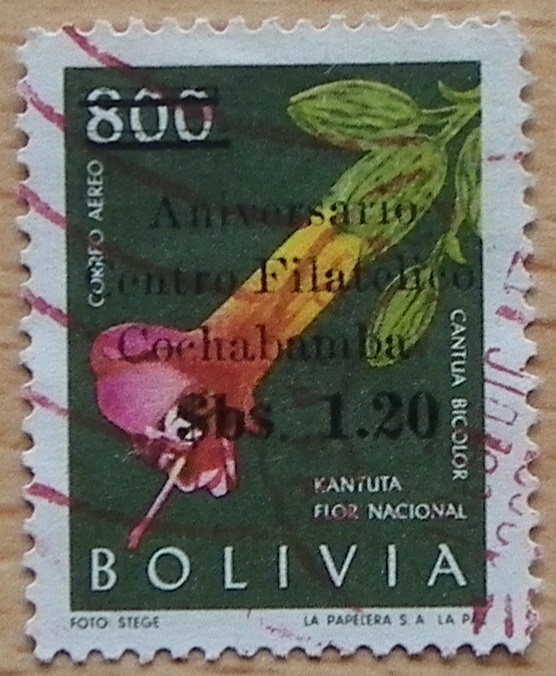 800
CORREO AEREO
Aniversario
Centro Filatelico
Cochabamba
$bs. 1.20
CANTUA BICOLOR
KANTUTA
FLOR NACIONAL
BOLIVIA
FOTO STEGE
LA PAPELERA S. A. LA PAZ